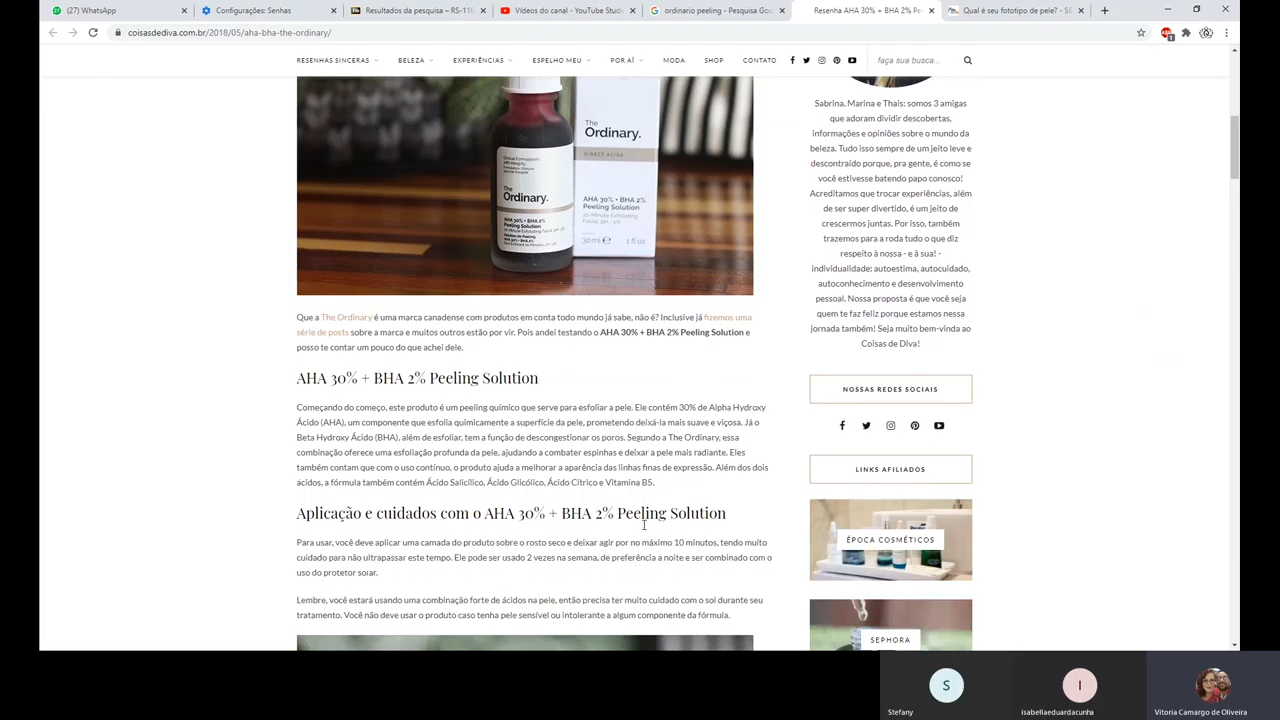 (27) WhatsApp
Configurações: Senhas
Resultados da pesquisa – RS-110
Vídeos do canal - YouTube Stud
ordinario peeling - Pesquisa Goo
Resenha AHA 30% + BHA 2% Pe
Qual é seu fototipo de pele? - SB
coisasdediva.com.br/2018/05/aha-bha-the-ordinary/
RESENHAS SINCERAS
BELEZA
EXPERIÊNCIAS
ESPELHO MEU
POR AÍ
MODA
SHOP
CONTATO
faça sua busca...
The
Ordinary.
DIRECT ACIDS
AHA 30% + BHA 2%
Peeling Solution
10 Minute Exfoliating
Facial, pH ~3.6
30 ml ℮ 1 fl oz
Clinical Formulations
with Integrity.
The
Ordinary.
AHA 30% + BHA 2%
Peeling Solution
Que a The Ordinary é uma marca canadense com produtos em conta todo mundo já sabe, não é? Inclusive já fizemos uma
série de posts sobre a marca e muitos outros estão por vir. Pois andei testando o AHA 30% + BHA 2% Peeling Solution e
posso te contar um pouco do que achei dele.
AHA 30% + BHA 2% Peeling Solution
Começando do começo, este produto é um peeling químico que serve para esfoliar a pele. Ele contém 30% de Alpha Hydroxy
Ácido (AHA), um componente que esfolia quimicamente a superfície da pele, prometendo deixá-la mais suave e viçosa. Já o
Beta Hydroxy Ácido (BHA), além de esfoliar, tem a função de descongestionar os poros. Segundo a The Ordinary, essa
combinação oferece uma esfoliação profunda da pele, ajudando a combater espinhas e deixar a pele mais radiante. Eles
também contam que com o uso contínuo, o produto ajuda a melhorar a aparência das linhas finas de expressão. Além dos dois
acidos, a fórmula também contém Ácido Salicílico, Ácido Glicólico, Ácido Cítrico e Vitamina B5.
Aplicação e cuidados com o AHA 30% + BHA 2% Peeling Solution
Para usar, você deve aplicar uma camada do produto sobre o rosto seco e deixar agir por no máximo 10 minutos, tendo muito
cuidado para não ultrapassar este tempo. Ele pode ser usado 2 vezes na semana, de preferência a noite e ser combinado com o
uso do protetor solar.
Lembre, você estará usando uma combinação forte de ácidos na pele, então precisa ter muito cuidado com o sol durante seu
tratamento. Você não deve usar o produto caso tenha pele sensível ou intolerante a algum componente da fórmula.
Sabrina, Marina e Thais: somos 3 amigas
que adoram dividir descobertas,
informações e opiniões sobre o mundo da
beleza. Tudo isso sempre de um jeito leve e
descontraído porque, pra gente, é como se
você estivesse batendo papo conosco!
Acreditamos que trocar experiências, além
de ser super divertido, é um jeito de
crescermos juntas. Por isso, também
trazemos para a roda tudo o que diz
respeito à nossa - e à sua! -
individualidade: autoestima, autocuidado,
autoconhecimento e desenvolvimento
pessoal. Nossa proposta é que você seja
quem te faz feliz porque estamos nessa
jornada também! Seja muito bem-vinda ao
Coisas de Diva!
NOSSAS REDES SOCIAIS
LINKS AFILIADOS
ÉPOCA COSMÉTICOS
SEPHORA
S
Stefany
I
isabellaeduardacunha
Vitoria Camargo de Oliveira